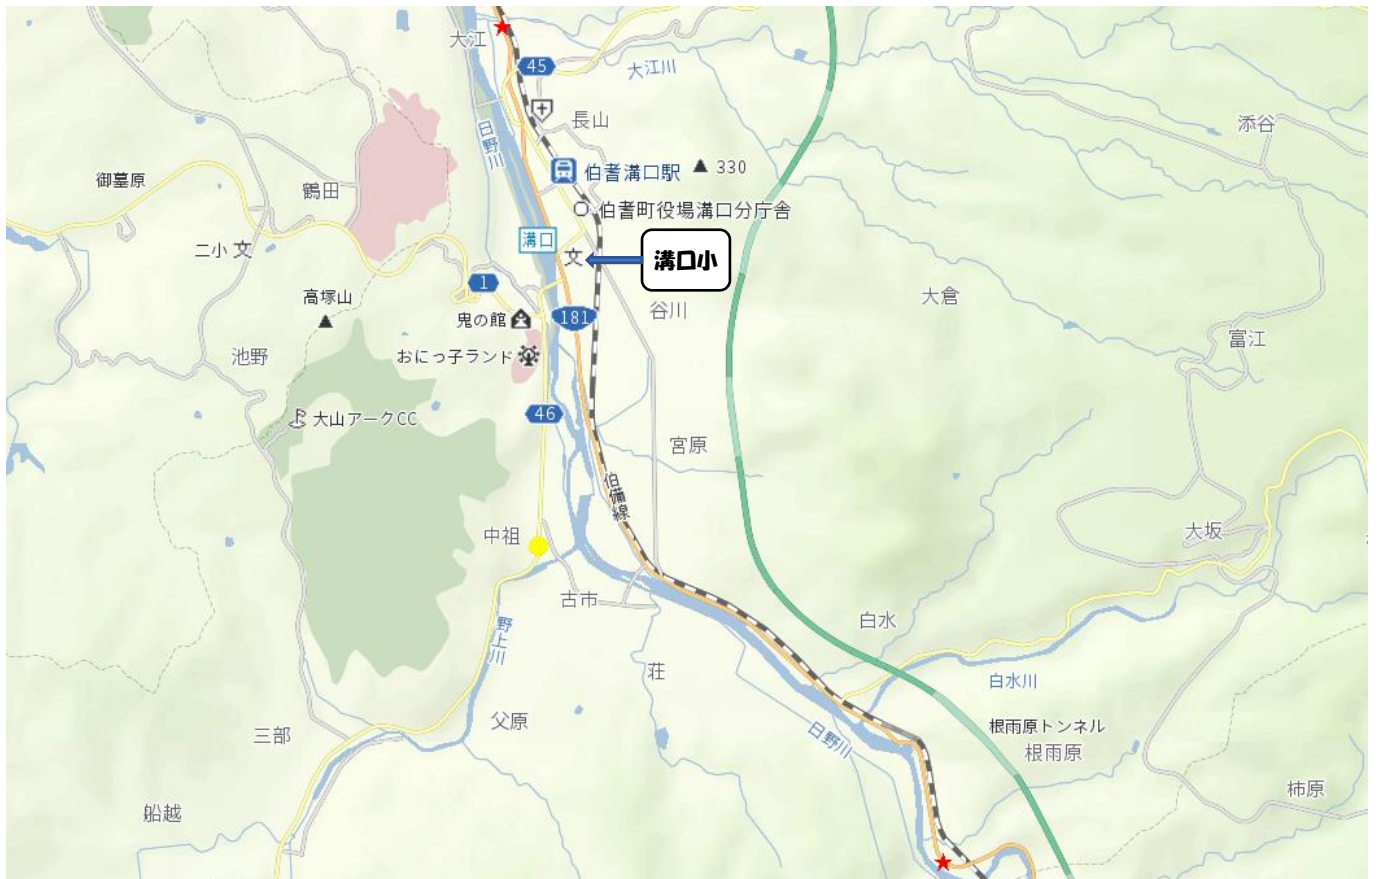 大江
45
大江川
長山
添谷
日野川
伯耆溝口駅
330
御墓原
鶴田
伯耆町役場溝口分庁舎
溝口
二小 文
文
溝口小
1
高塚山
鬼の館
181
谷川
大倉
池野
おにっ子ランド
富江
大山アークCC
46
宮原
伯備線
中祖
大坂
古市
白水
野上川
荘
白水川
父原
三部
日野川
根雨原トンネル
根雨原
柿原
船越